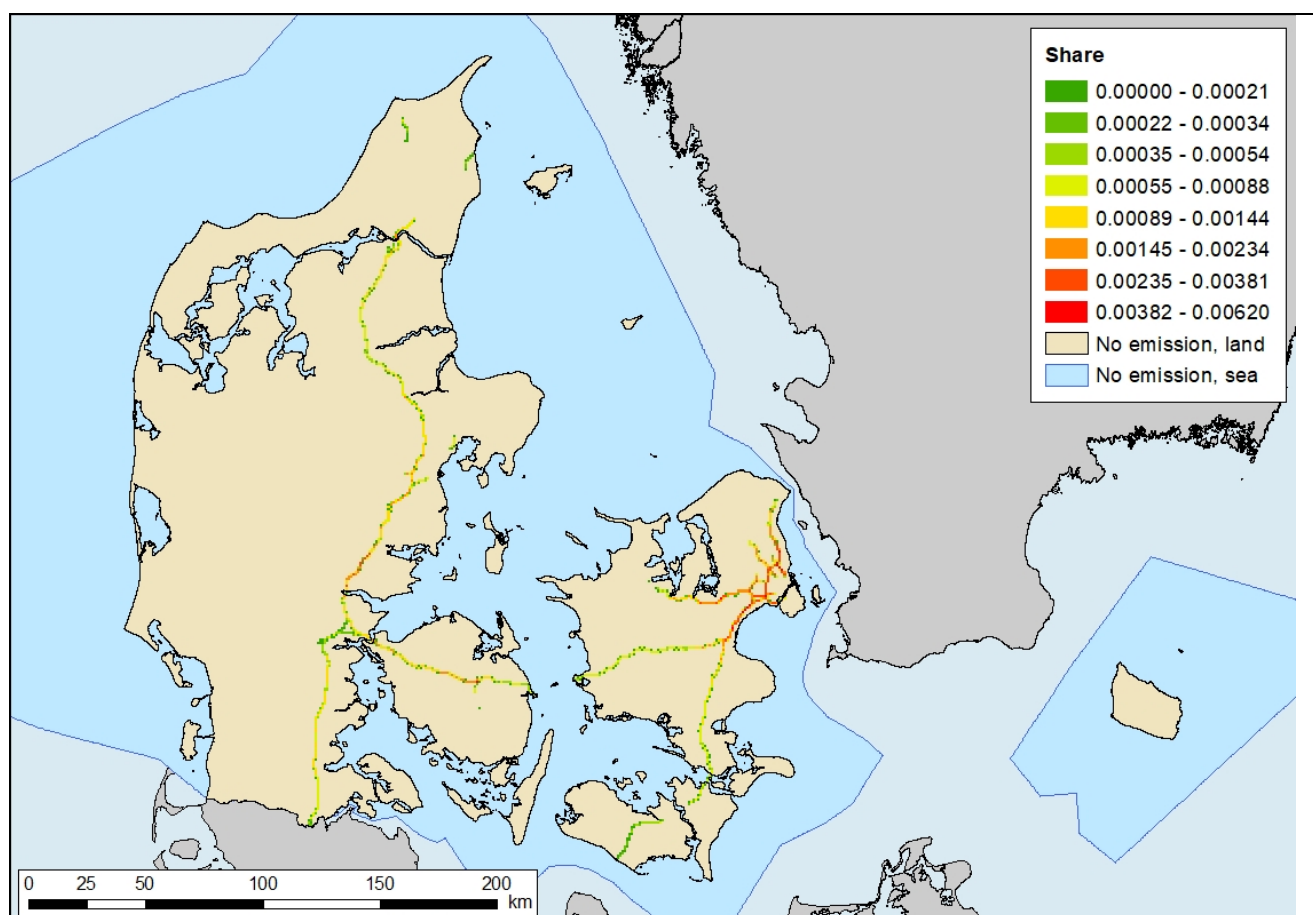 Share
0.00000 - 0.00021
0.00022 - 0.00034
0.00035 - 0.00054
0.00055 - 0.00088
0.00089 - 0.00144
0.00145 - 0.00234
0.00235 - 0.00381
0.00382 - 0.00620
No emission, land
No emission, sea
0 25 50 100 150 200
km